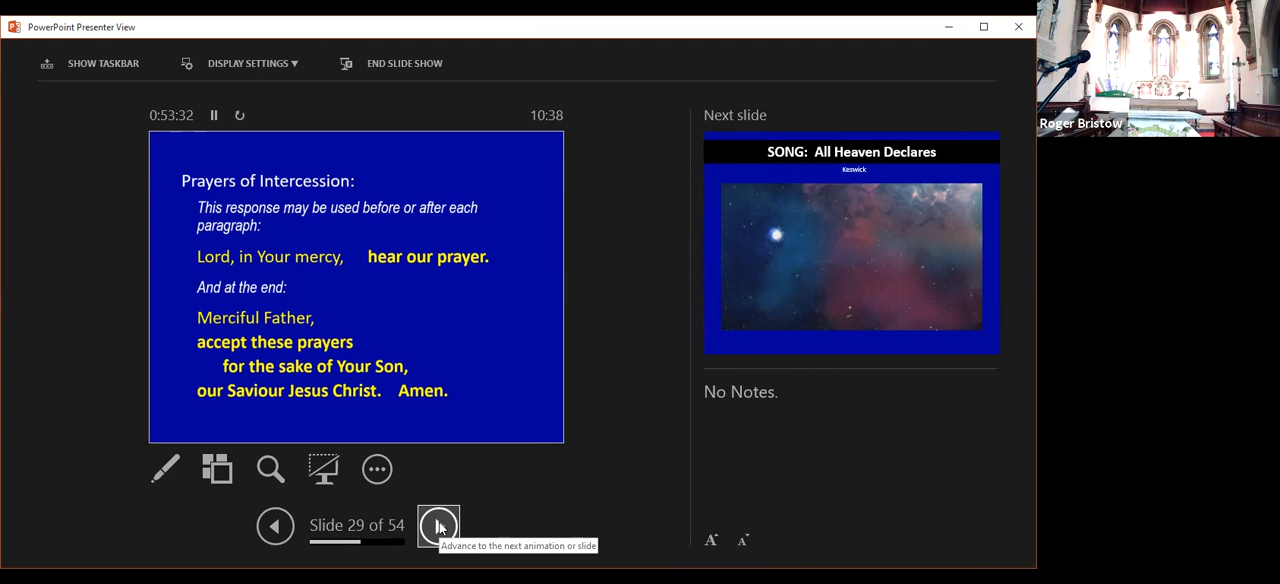 PowerPoint Presenter View
SHOW TASKBAR
DISPLAY SETTINGS ▾
END SLIDE SHOW
0:53:32
10:38
Prayers of Intercession:
This response may be used before or after each
paragraph:
Lord, in Your mercy, hear our prayer.
And at the end:
Merciful Father,
accept these prayers
for the sake of Your Son,
our Saviour Jesus Christ. Amen.
Slide 29 of 54
Advance to the next animation or slide
Next slide
SONG: All Heaven Declares
Keswick
No Notes.
A A
Roger Bristow